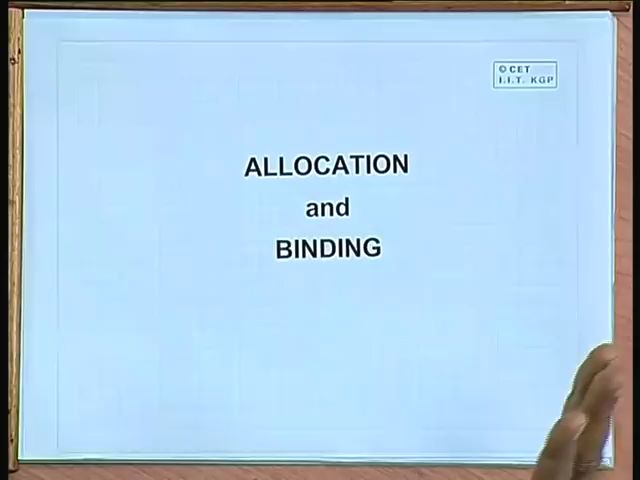 © CET
I.I.T. KGP
ALLOCATION
and
BINDING